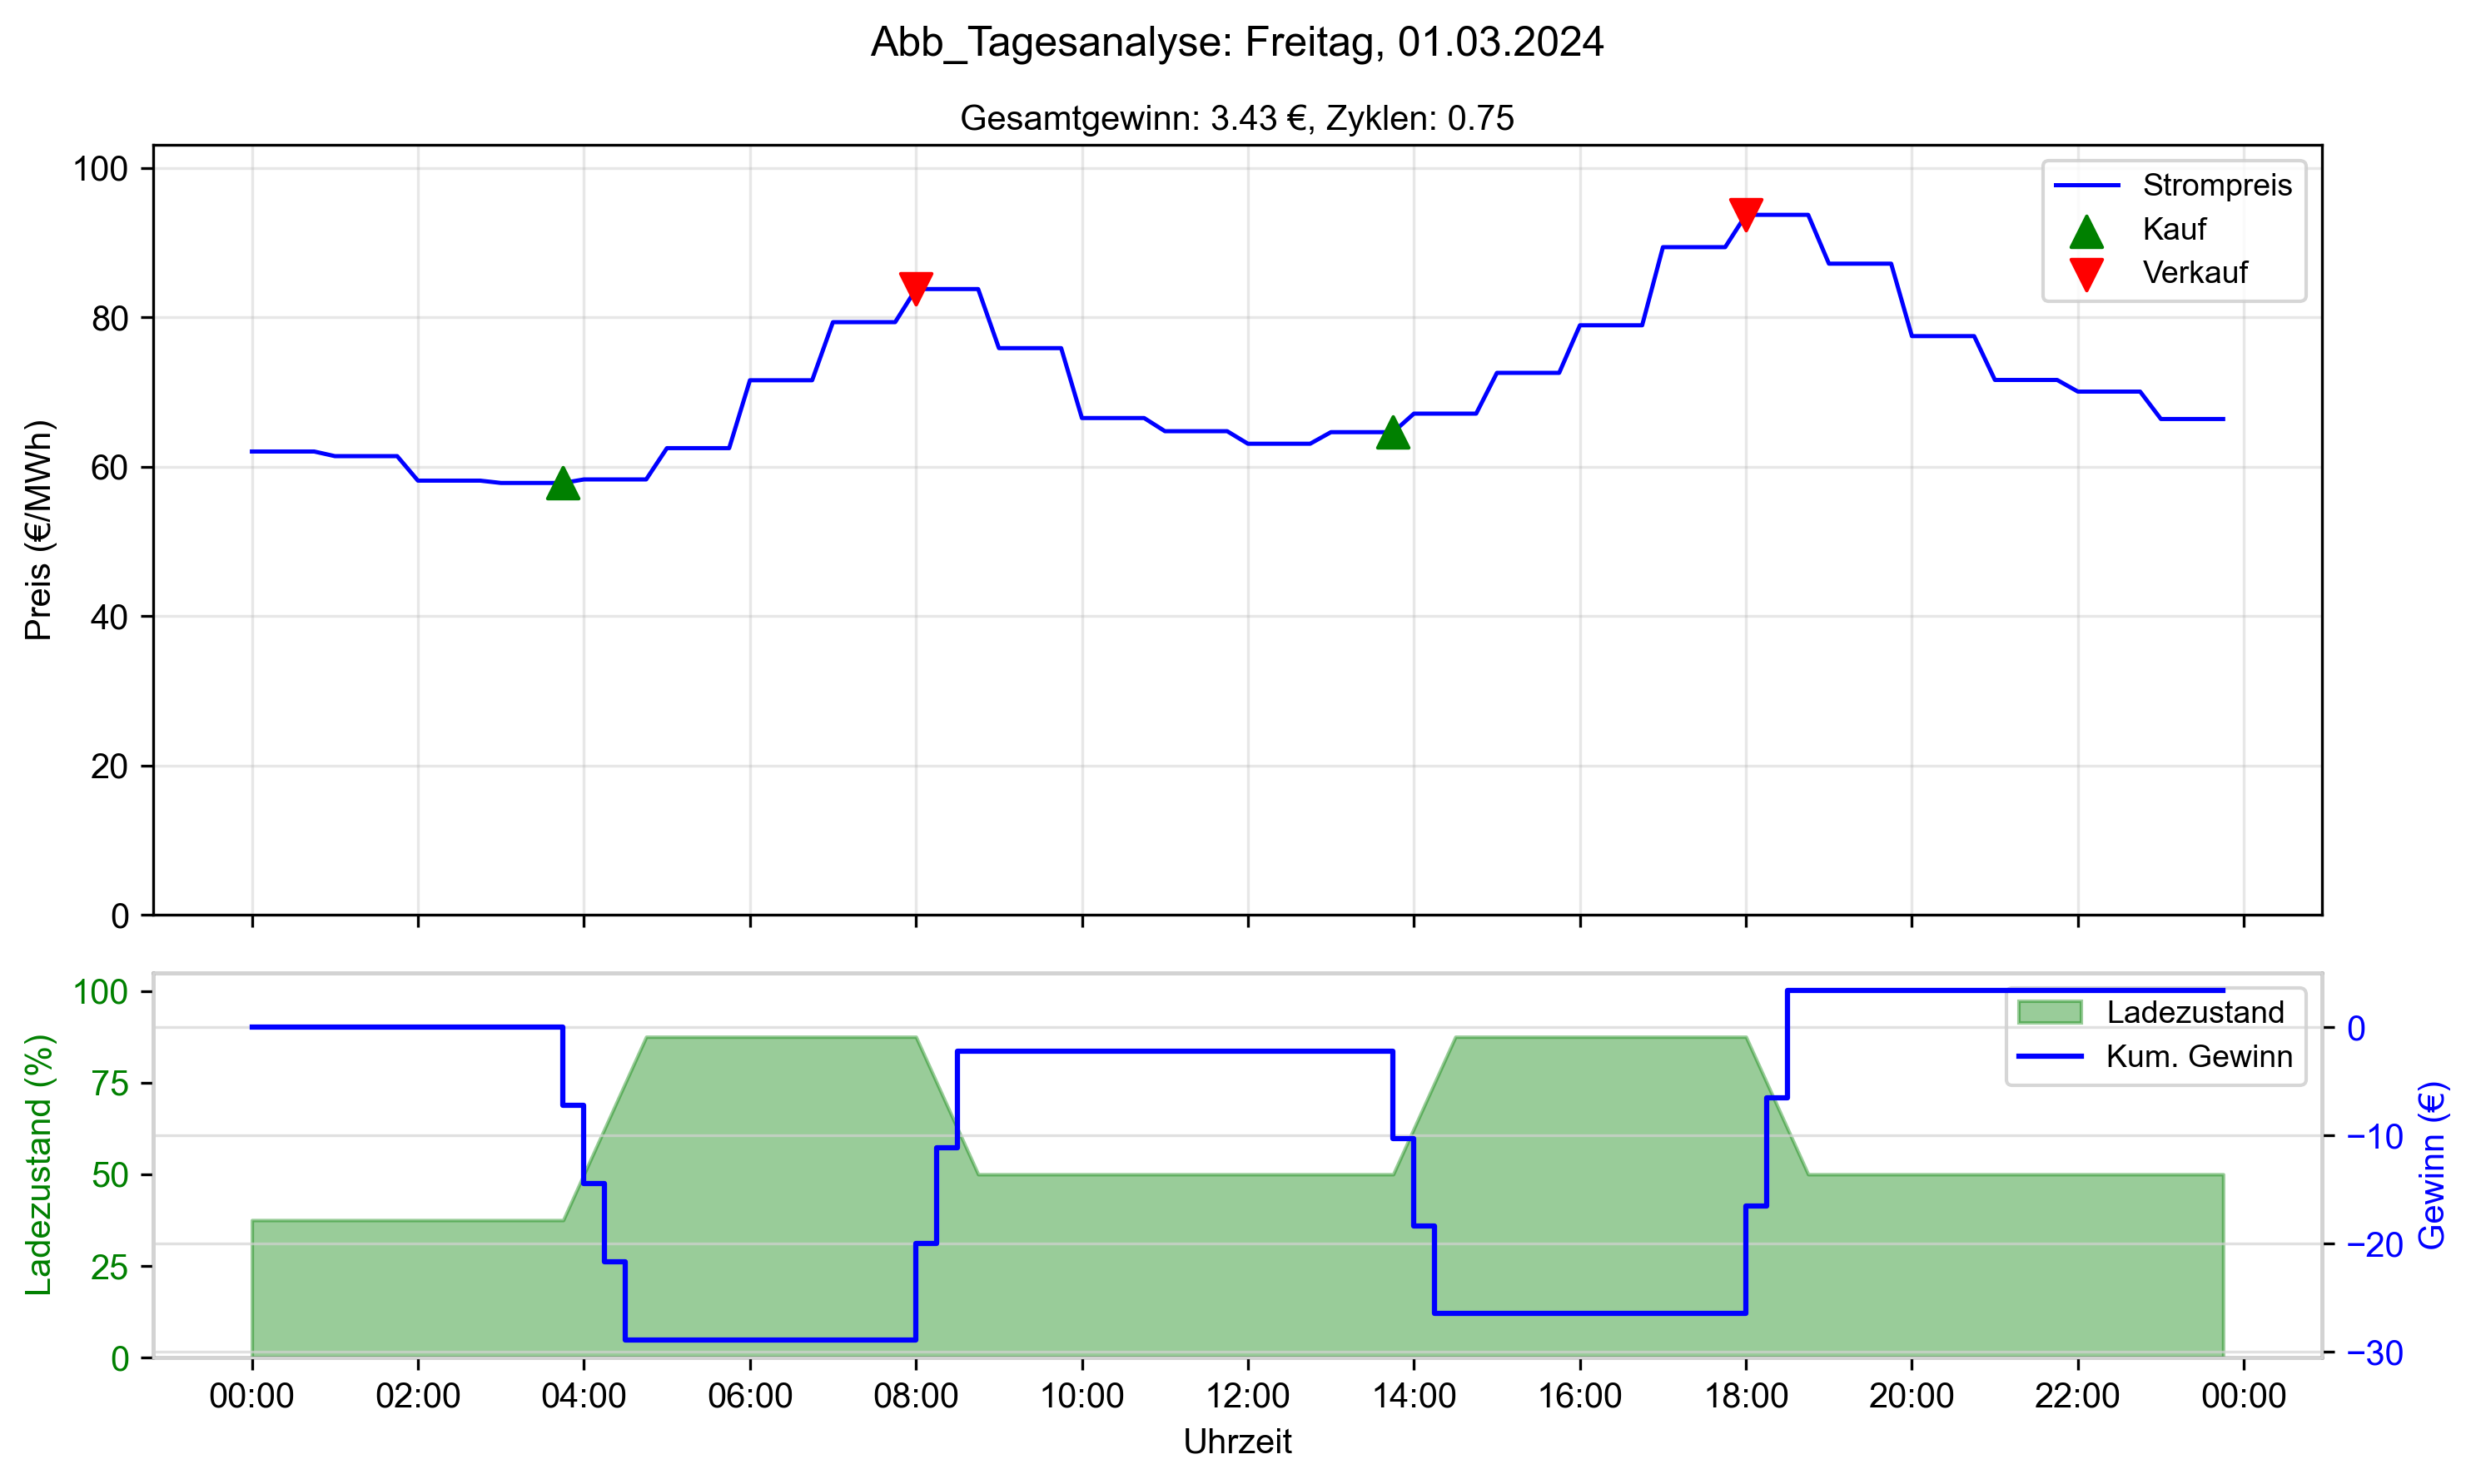 Abb_Tagesanalyse: Freitag, 01.03.2024
Gesamtgewinn: 3.43 €, Zyklen: 0.75
Preis (€/MWh)
100
80
60
40
20
0
Strompreis
Kauf
Verkauf
Ladezustand (%)
100
75
50
25
0
Ladezustand
Kum. Gewinn
0
−10
−20
−30
Gewinn (€)
00:00 02:00 04:00 06:00 08:00 10:00 12:00 14:00 16:00 18:00 20:00 22:00 00:00
Uhrzeit